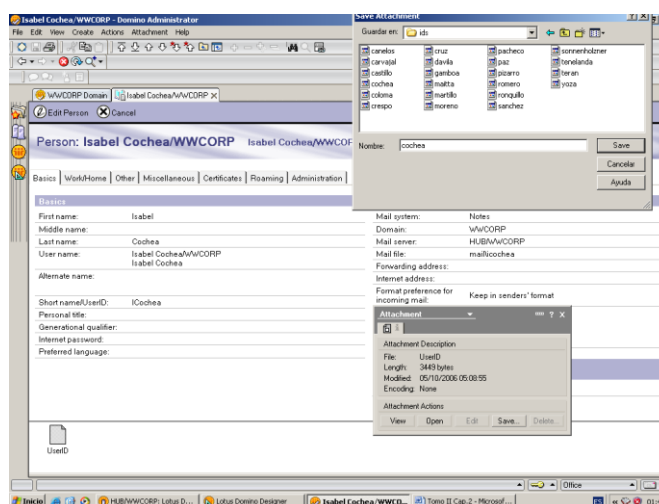 Isabel Cochea/WWCORP - Domino Administrator
File Edit View Create Actions Attachment Help
WWCORP Domain Isabel Cochea/WWCORP
Edit Person Cancel
Person: Isabel Cochea/WWCORP Isabel Cochea/WWCOR
Basics Work/Home Other Miscellaneous Certificates Roaming Administration
Basics
First name: Isabel
Middle name:
Last name: Cochea
User name: Isabel Cochea/WWCORP
Isabel Cochea
Alternate name:
Short name/UserID: ICochea
Personal title:
Generational qualifier:
Internet password:
Preferred language:
Mail system: Notes
Domain: WWCORP
Mail server: HUB/WWCORP
Mail file: mail\icochea
Forwarding address:
Internet address:
Format preference for
incoming mail: Keep in senders' format
Save Attachment
Guardar en: ids
canelos cruz pacheco sonnenholzner
carvajal davila paz tonelanda
castillo gamboa pizarro teran
cochea maitta romero yoza
coloma martillo ronquillo
crespo moreno sanchez
Nombre: cochea Save
Cancelar
Ayuda
Attachment
Attachment Description
File: UserID
Length: 3449 bytes
Modified: 05/10/2006 05:08:55
Encoding: None
Attachment Actions
View Open Edit Save... Delete...
UserID
Office
Inicio HUB/WWCORP: Lotus D... Lotus Domino Designer Isabel Cochea/WWCO... Tomo II Cap.2 - Microsof... ES